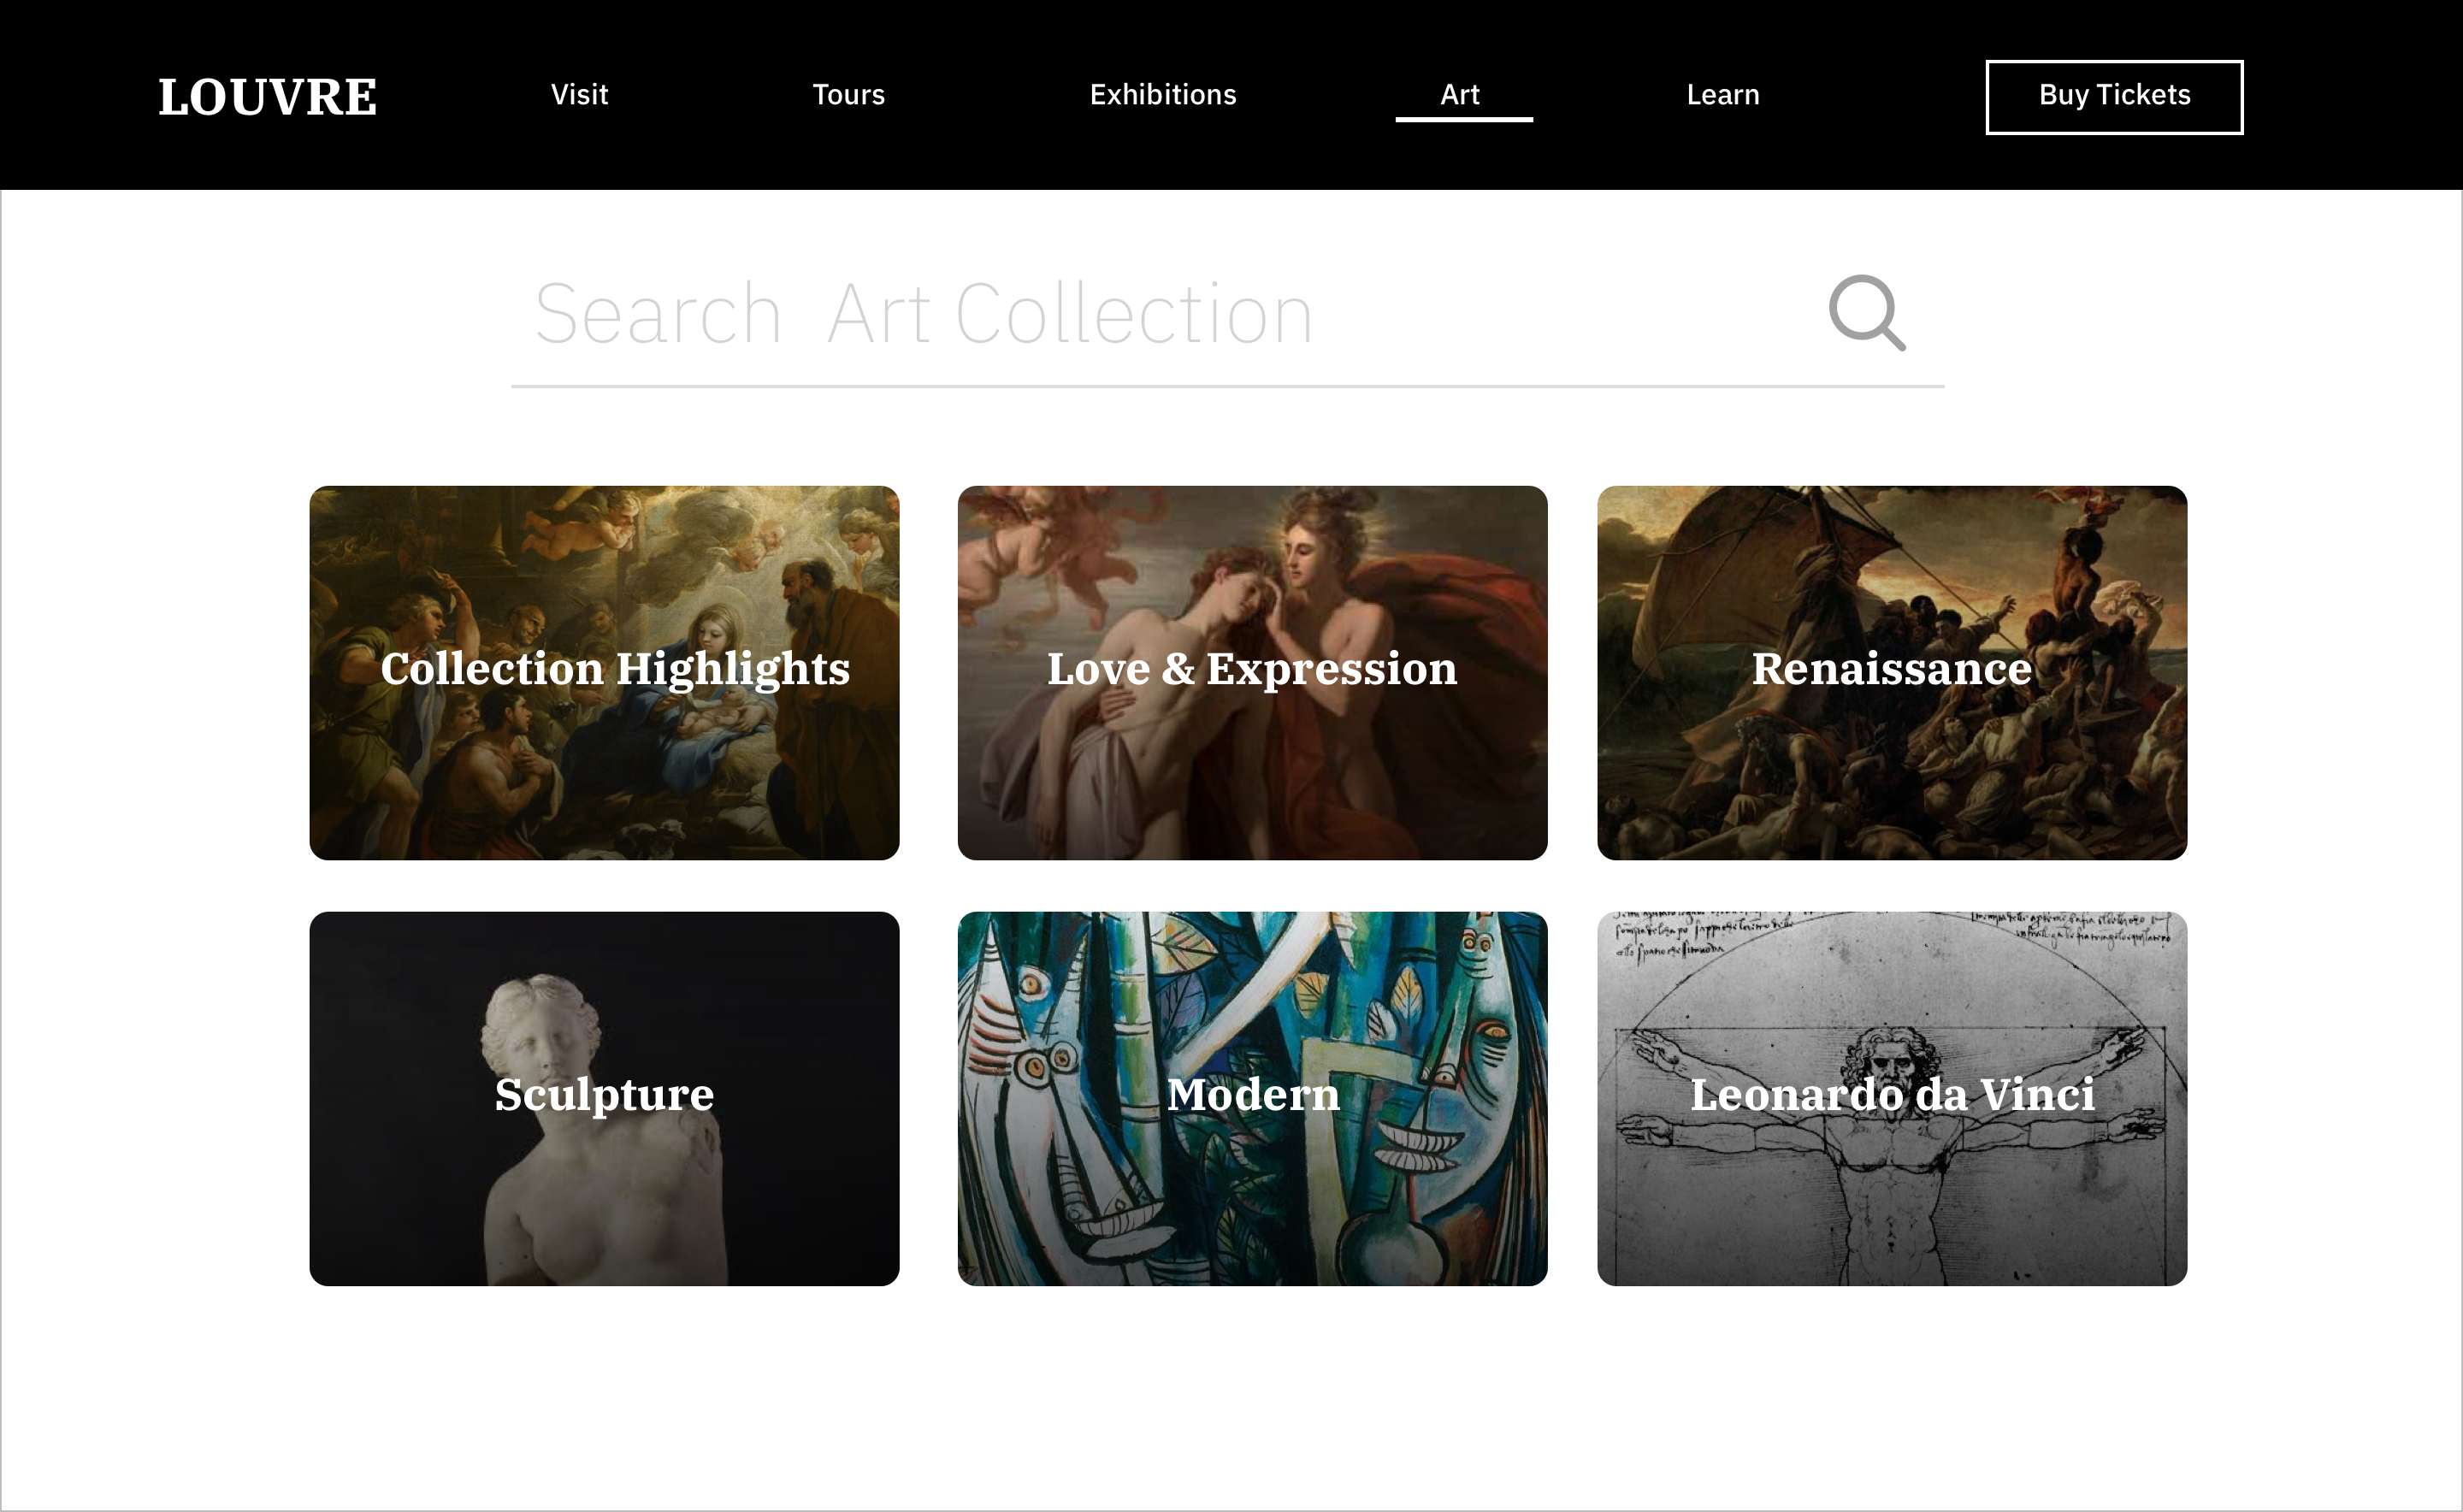 LOUVRE Visit Tours Exhibitions Art Learn Buy Tickets
Search Art Collection
Collection Highlights
Love & Expression
Renaissance
Sculpture
Modern
Leonardo da Vinci